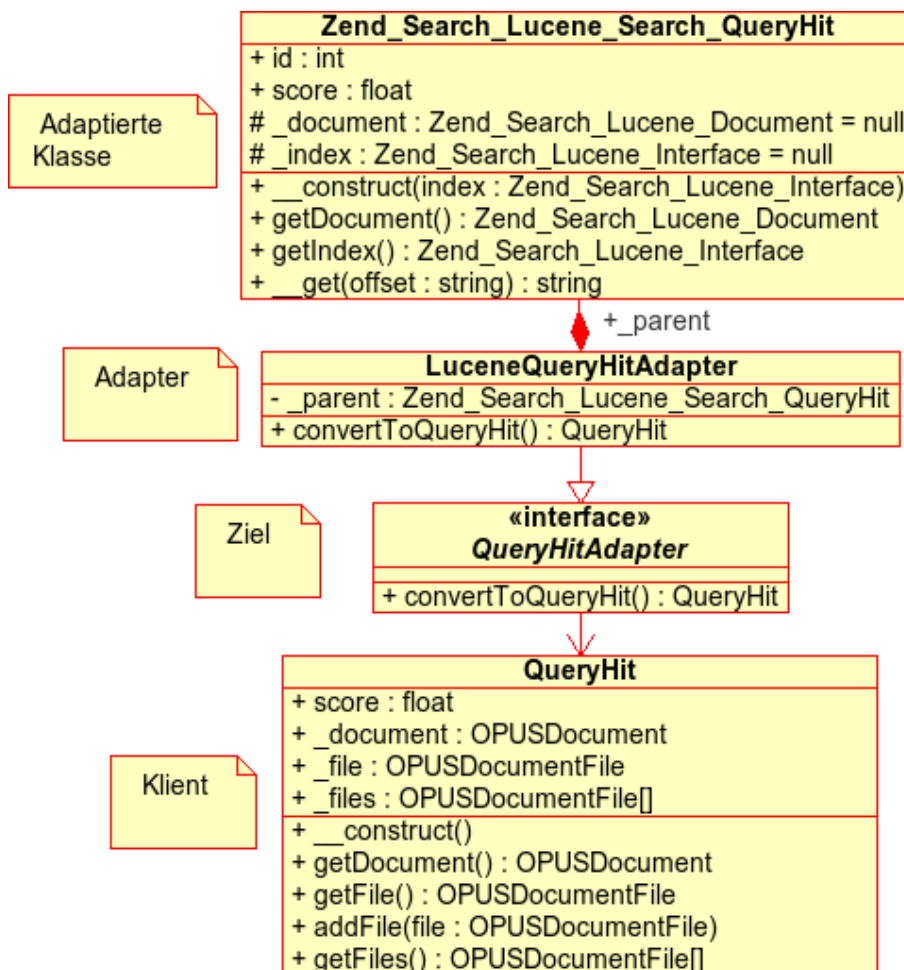 Zend_Search_Lucene_Search_QueryHit
+ id : int
+ score : float
# _document : Zend_Search_Lucene_Document = null
# _index : Zend_Search_Lucene_Interface = null
+ __construct(index : Zend_Search_Lucene_Interface)
+ getDocument() : Zend_Search_Lucene_Document
+ getIndex() : Zend_Search_Lucene_Interface
+ __get(offset : string) : string
Adaptierte
Klasse
+_parent
Adapter
LuceneQueryHitAdapter
- _parent : Zend_Search_Lucene_Search_QueryHit
+ convertToQueryHit() : QueryHit
Ziel
«interface»
QueryHitAdapter
+ convertToQueryHit() : QueryHit
Klient
QueryHit
+ score : float
+ _document : OPUSDocument
+ _file : OPUSDocumentFile
+ _files : OPUSDocumentFile[]
+ __construct()
+ getDocument() : OPUSDocument
+ getFile() : OPUSDocumentFile
+ addFile(file : OPUSDocumentFile)
+ getFiles() : OPUSDocumentFile[]